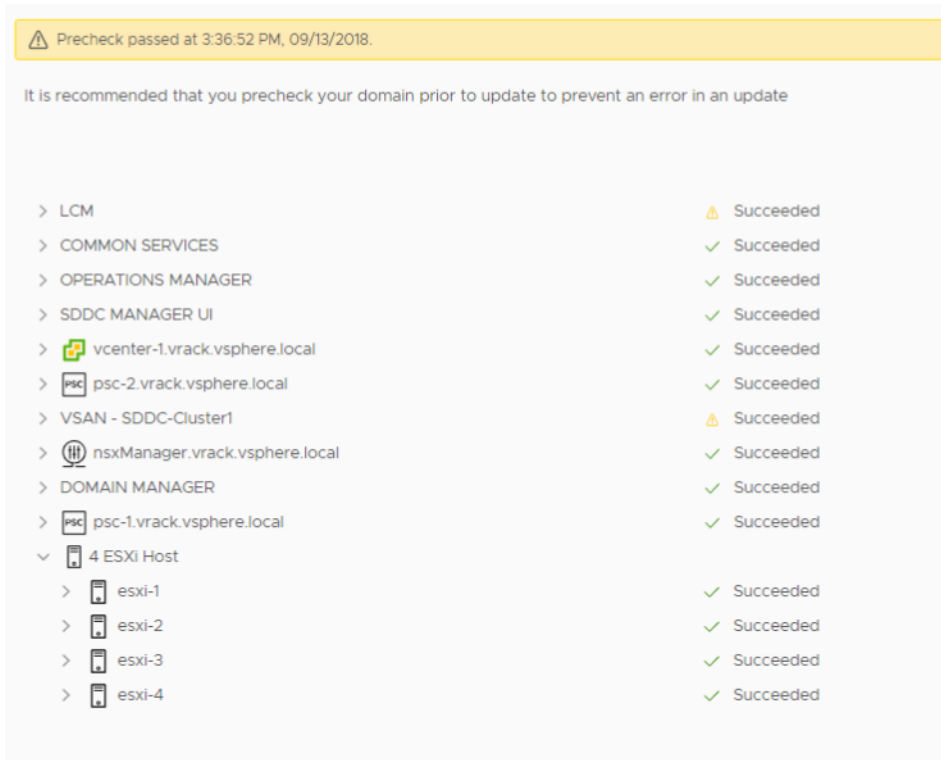 Precheck passed at 3:36:52 PM, 09/13/2018.
It is recommended that you precheck your domain prior to update to prevent an error in an update
LCM Succeeded
COMMON SERVICES Succeeded
OPERATIONS MANAGER Succeeded
SDDC MANAGER UI Succeeded
vcenter-1.vrack.vsphere.local Succeeded
PSC psc-2.vrack.vsphere.local Succeeded
VSAN - SDDC-Cluster1 Succeeded
nsxManager.vrack.vsphere.local Succeeded
DOMAIN MANAGER Succeeded
PSC psc-1.vrack.vsphere.local Succeeded
4 ESXi Host
esxi-1 Succeeded
esxi-2 Succeeded
esxi-3 Succeeded
esxi-4 Succeeded